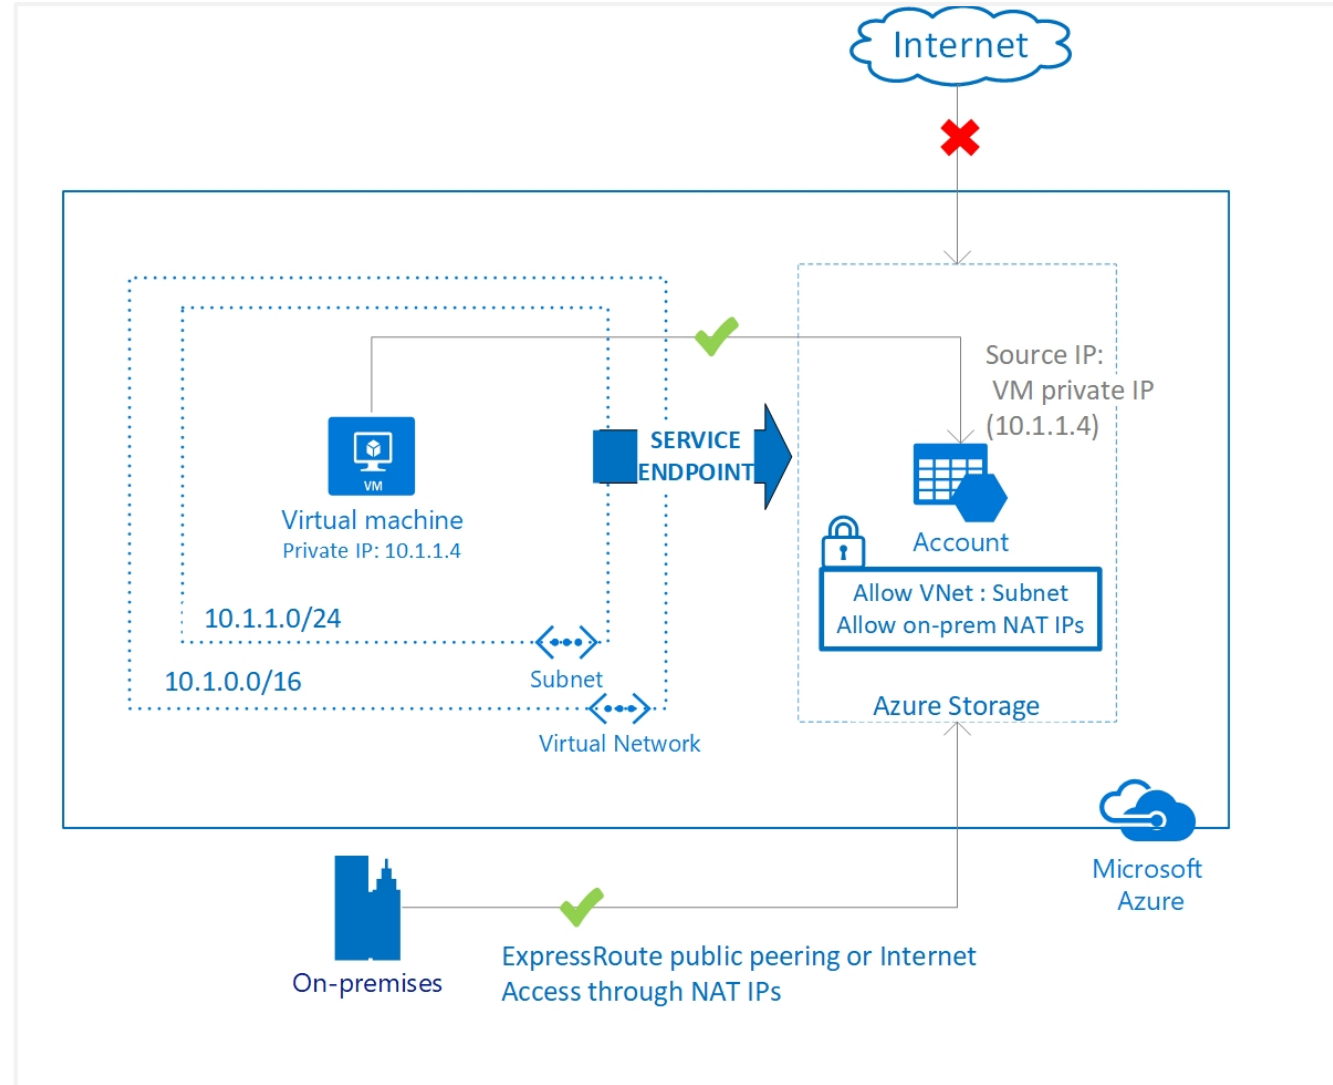 Internet
Source IP:
VM private IP
(10.1.1.4)
SERVICE
ENDPOINT
VM
Virtual machine
Private IP: 10.1.1.4
Account
Allow VNet : Subnet
Allow on-prem NAT IPs
10.1.1.0/24
Subnet
10.1.0.0/16
Azure Storage
Virtual Network
Microsoft
Azure
On-premises
ExpressRoute public peering or Internet
Access through NAT IPs